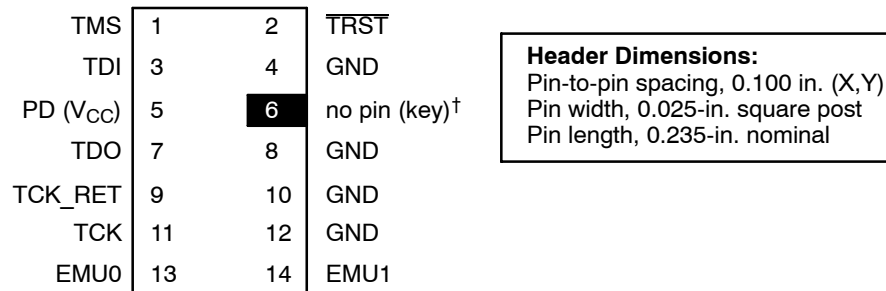 TMS 1 2 TRST
TDI 3 4 GND
PD (VCC) 5 6 no pin (key)†
TDO 7 8 GND
TCK_RET 9 10 GND
TCK 11 12 GND
EMU0 13 14 EMU1
Header Dimensions:
Pin-to-pin spacing, 0.100 in. (X,Y)
Pin width, 0.025-in. square post
Pin length, 0.235-in. nominal